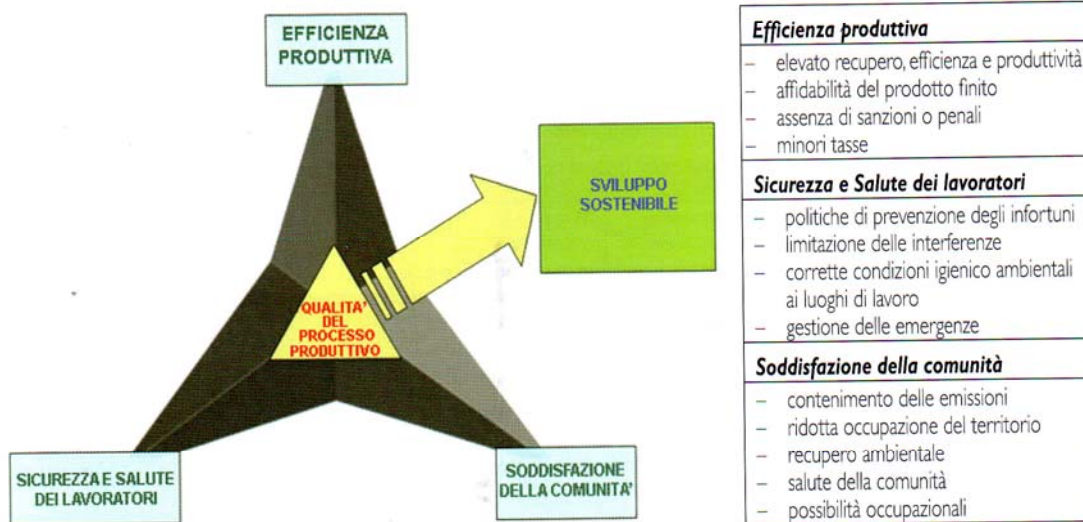 EFFICIENZA
PRODUTTIVA
SVILUPPO
SOSTENIBILE
QUALITA'
DEL
PROCESSO
PRODUTTIVO
SICUREZZA E SALUTE
DEI LAVORATORI
SODDISFAZIONE
DELLA COMUNITA'
Efficienza produttiva
– elevato recupero, efficienza e produttività
– affidabilità del prodotto finito
– assenza di sanzioni o penali
– minori tasse
Sicurezza e Salute dei lavoratori
– politiche di prevenzione degli infortuni
– limitazione delle interferenze
– corrette condizioni igienico ambientali
ai luoghi di lavoro
– gestione delle emergenze
Soddisfazione della comunità
– contenimento delle emissioni
– ridotta occupazione del territorio
– recupero ambientale
– salute della comunità
– possibilità occupazionali